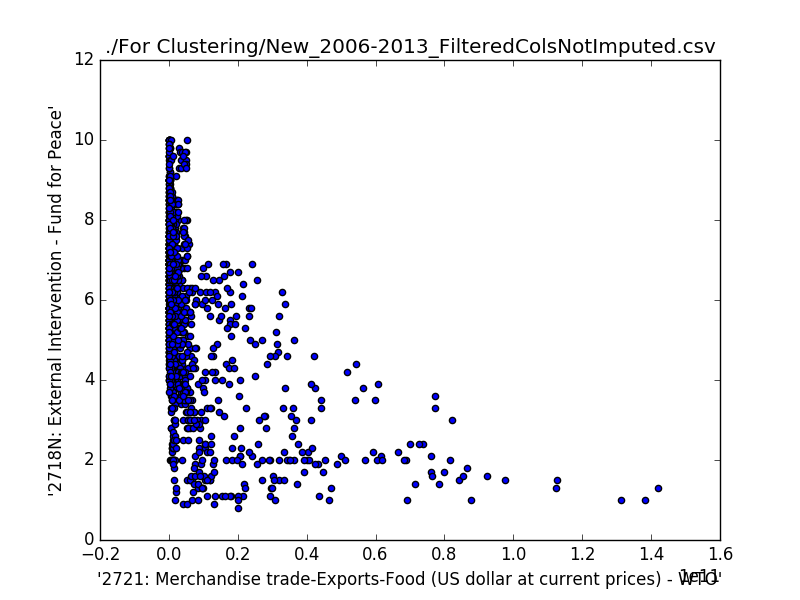 ./For Clustering/New_2006-2013_FilteredColsNotImputed.csv
12
10
8
6
4
2
0
'2718N: External Intervention - Fund for Peace'
−0.2 0.0 0.2 0.4 0.6 0.8 1.0 1.2 1.4 1.6
1e11
'2721: Merchandise trade-Exports-Food (US dollar at current prices) - WTO'